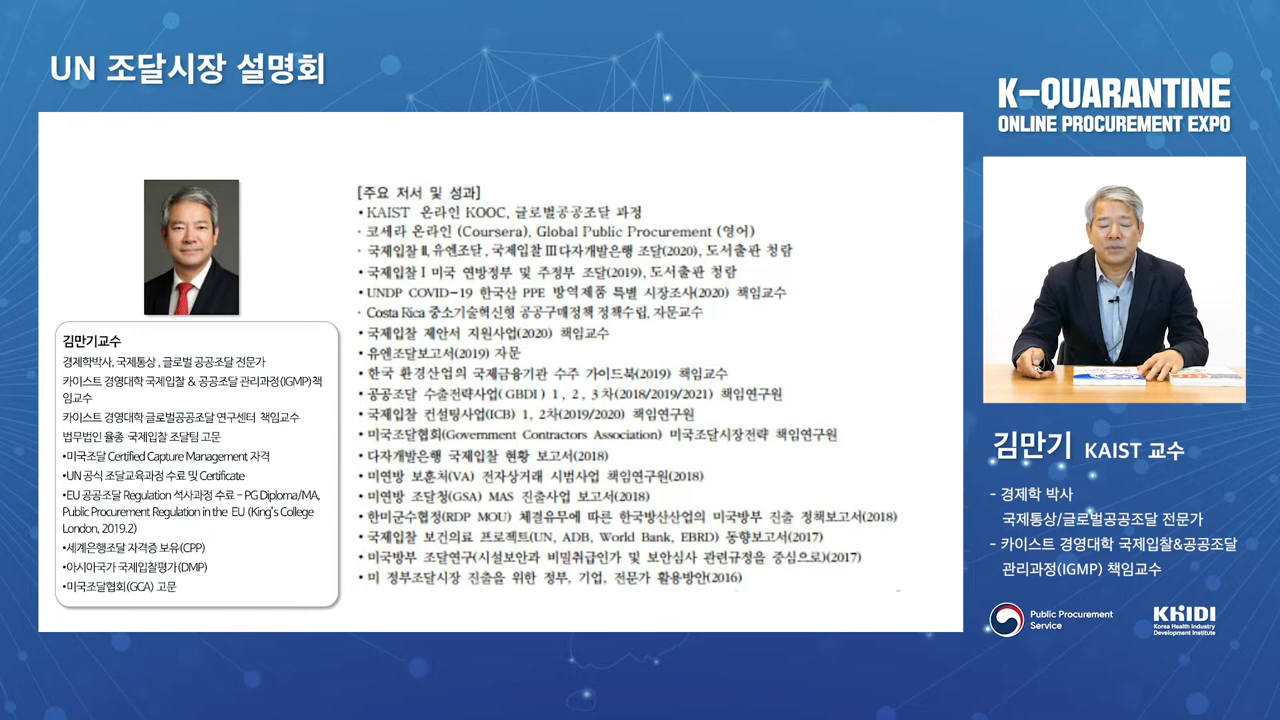 UN 조달시장 설명회
K-QUARANTINE
ONLINE PROCUREMENT EXPO
김만기교수
경제학박사, 국제통상 , 글로벌 공공조달 전문가
카이스트 경영대학 국제입찰 & 공공조달 관리과정(IGMP)책
임교수
카이스트 경영대학 글로벌공공조달 연구센터 책임교수
법무법인 율종 국제입찰 조달팀 고문
•미국조달 Certified Capture Management 자격
•UN 공식 조달교육과정 수료 및 Certificate
•EU 공공조달 Regulation 석사과정 수료 – PG Diploma/MA,
Public Procurement Regulation in the EU (King's College
London, 2019.2)
•세계은행조달 자격증 보유(CPP)
•아시아국가 국제입찰평가(DMP)
•미국조달협회(GCA) 고문
[주요 저서 및 성과]
•KAIST 온라인 KOOC, 글로벌공공조달 과정
· 코세라 온라인 (Coursera), Global Public Procurement (영어)
· 국제입찰 Ⅱ, 유엔조달 , 국제입찰 Ⅲ 다자개발은행 조달(2020), 도서출판 청람
•국제입찰 Ⅰ 미국 연방정부 및 주정부 조달(2019), 도서출판 청람
•UNDP COVID-19 한국산 PPE 방역제품 특별 시장조사(2020) 책임교수
· Costa Rica 중소기술혁신형 공공구매정책 정책수립, 자문교수
•국제입찰 제안서 지원사업(2020) 책임교수
•유엔조달보고서(2019) 자문
•한국 환경산업의 국제금융기관 수주 가이드북(2019) 책임교수
•공공조달 수출전략사업(GBDI) 1, 2, 3차(2018/2019/2021) 책임연구원
•국제입찰 컨설팅사업(ICB) 1, 2차(2019/2020) 책임연구원
•미국조달협회(Government Contractors Association) 미국조달시장전략 책임연구원
•다자개발은행 국제입찰 현황 보고서(2018)
•미연방 보훈처(VA) 전자상거래 시범사업 책임연구원(2018)
•미연방 조달청(GSA) MAS 진출사업 보고서(2018)
•한미군수협정(RDP MOU) 체결유무에 따른 한국방산산업의 미국방부 진출 정책보고서(2018)
•국제입찰 보건의료 프로젝트(UN, ADB, World Bank, EBRD) 동향보고서(2017)
•미국방부 조달연구(시설보안과 비밀취급인가 및 보안심사 관련규정을 중심으로)(2017)
•미 정부조달시장 진출을 위한 정부, 기업, 전문가 활용방안(2016)
김만기 KAIST 교수
- 경제학 박사
국제통상/글로벌공공조달 전문가
- 카이스트 경영대학 국제입찰&공공조달
관리과정(IGMP) 책임교수
Public Procurement
Service
KHIDI
Korea Health Industry
Development Institute